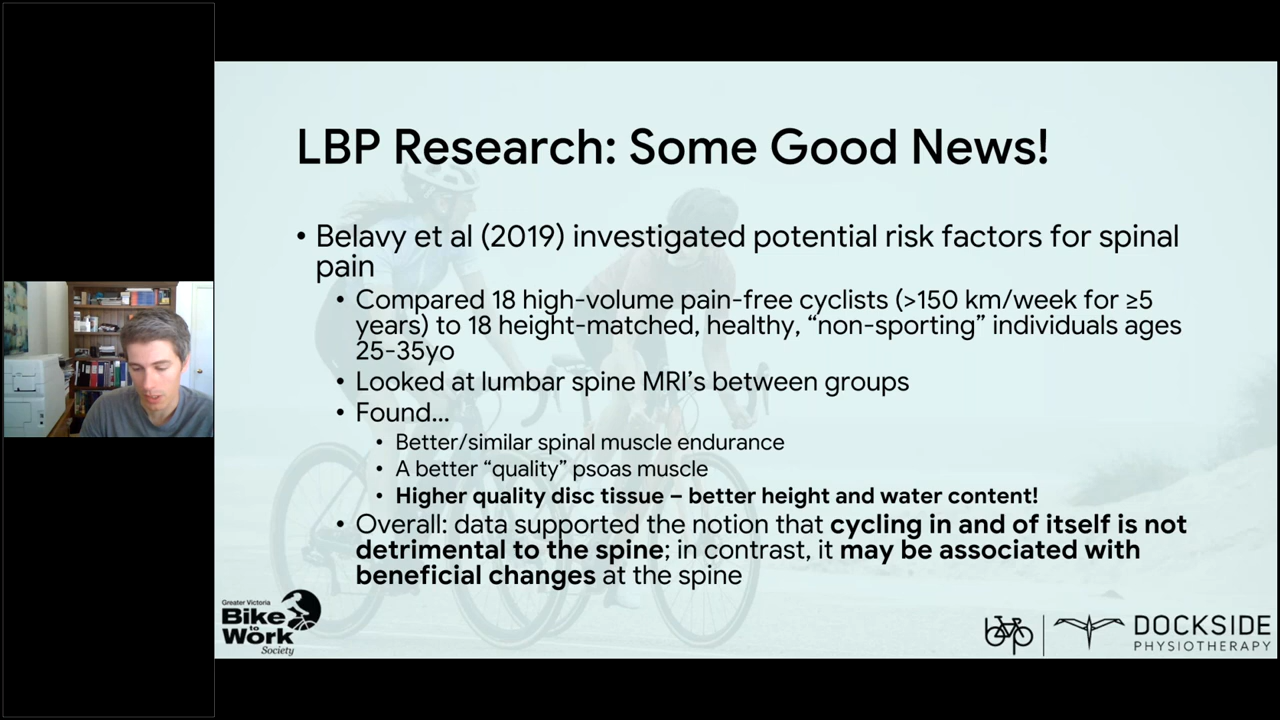 LBP Research: Some Good News!
• Belavy et al (2019) investigated potential risk factors for spinal
pain
• Compared 18 high-volume pain-free cyclists (>150 km/week for ≥5
years) to 18 height-matched, healthy, “non-sporting” individuals ages
25-35yo
• Looked at lumbar spine MRI’s between groups
• Found…
• Better/similar spinal muscle endurance
• A better “quality” psoas muscle
• Higher quality disc tissue – better height and water content!
• Overall: data supported the notion that cycling in and of itself is not
detrimental to the spine; in contrast, it may be associated with
beneficial changes at the spine
Greater Victoria
Bike
to
Work
Society
DOCKSIDE
PHYSIOTHERAPY